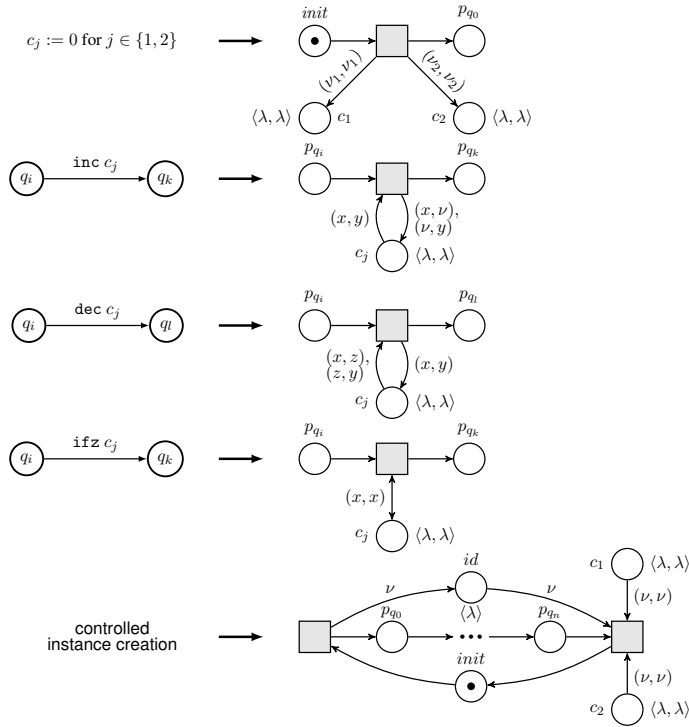 init
p_{q_0}
c_j := 0 for j ∈ {1, 2}
(ν_1, ν_1)
(ν_2, ν_2)
⟨λ, λ⟩ c_1
c_2 ⟨λ, λ⟩
p_{q_i}
p_{q_k}
q_i
inc c_j
q_k
(x, y)
(x, ν),
(ν, y)
c_j ⟨λ, λ⟩
p_{q_i}
p_{q_l}
q_i
dec c_j
q_l
(x, z),
(z, y)
(x, y)
c_j ⟨λ, λ⟩
p_{q_i}
p_{q_k}
q_i
ifz c_j
q_k
(x, x)
c_j ⟨λ, λ⟩
id
c_1 ⟨λ, λ⟩
ν
ν
(ν, ν)
⟨λ⟩
p_{q_0}
p_{q_n}
controlled
instance creation
•••
init
(ν, ν)
c_2 ⟨λ, λ⟩